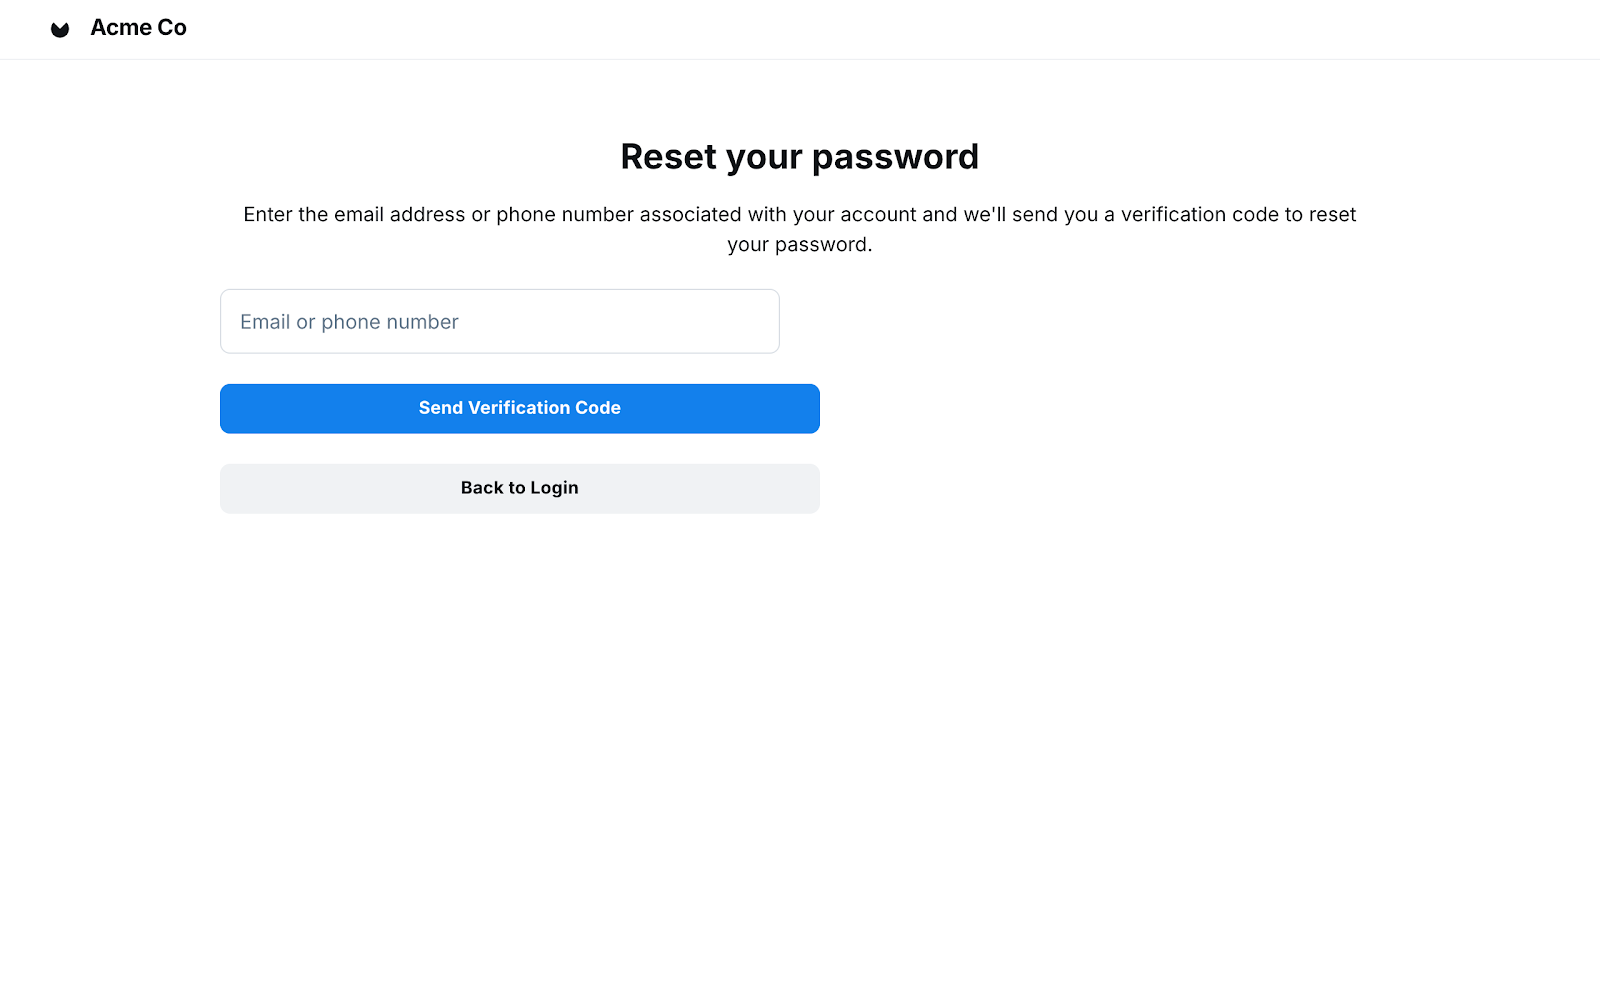 Acme Co
Reset your password
Enter the email address or phone number associated with your account and we'll send you a verification code to reset
your password.
Email or phone number
Send Verification Code
Back to Login